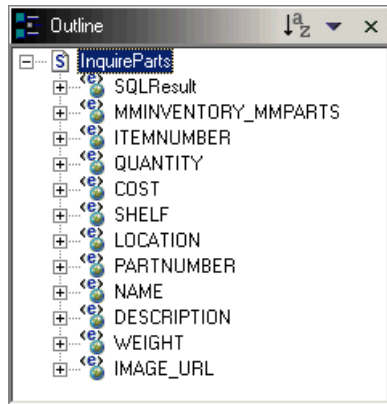 Outline
InquireParts
SQLResult
MMINVENTORY_MMPARTS
ITEMNUMBER
QUANTITY
COST
SHELF
LOCATION
PARTNUMBER
NAME
DESCRIPTION
WEIGHT
IMAGE_URL